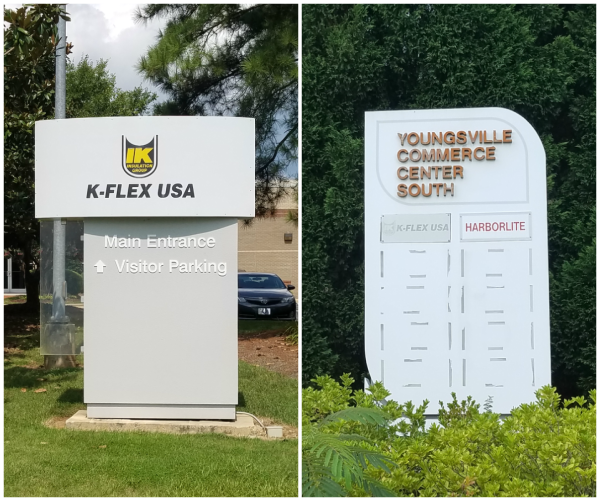 IK
INSULATION
GROUP
K-FLEX USA
Main Entrance
Visitor Parking
YOUNGSVILLE
COMMERCE
CENTER
SOUTH
K-FLEX USA
HARBORLITE